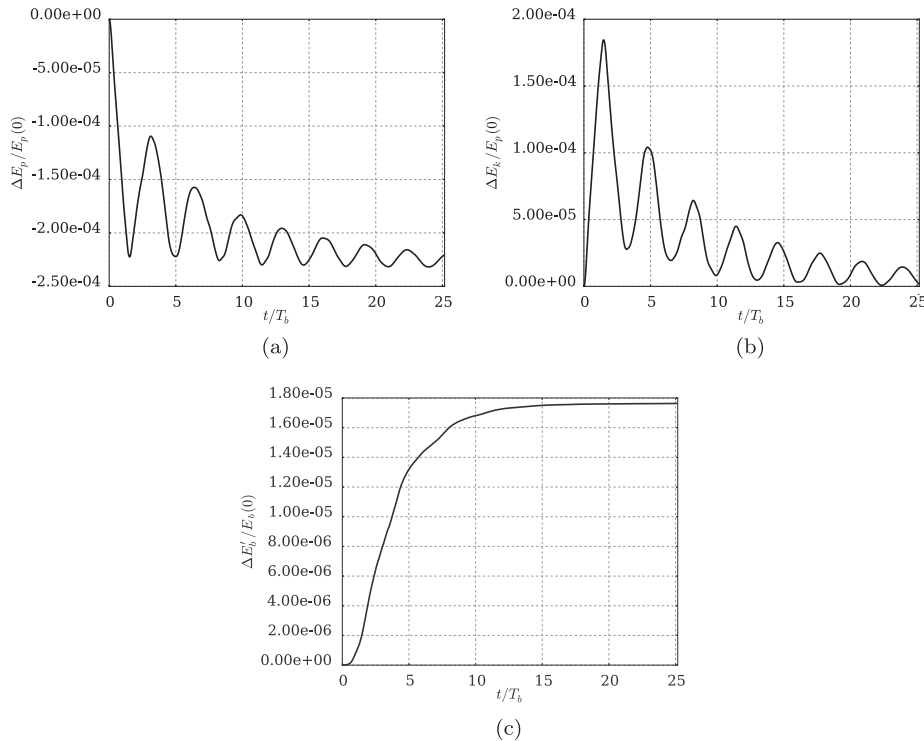 0.00e+00
-5.00e-05
-1.00e-04
-1.50e-04
-2.00e-04
-2.50e-04
ΔE_p/E_p(0)
0 5 10 15 20 25
t/T_b
(a)
2.00e-04
1.50e-04
1.00e-04
5.00e-05
0.00e+00
ΔE_k/E_p(0)
0 5 10 15 20 25
t/T_b
(b)
1.80e-05
1.60e-05
1.40e-05
1.20e-05
1.00e-05
8.00e-06
6.00e-06
4.00e-06
2.00e-06
0.00e+00
ΔE_b'/E_b(0)
0 5 10 15 20 25
t/T_b
(c)